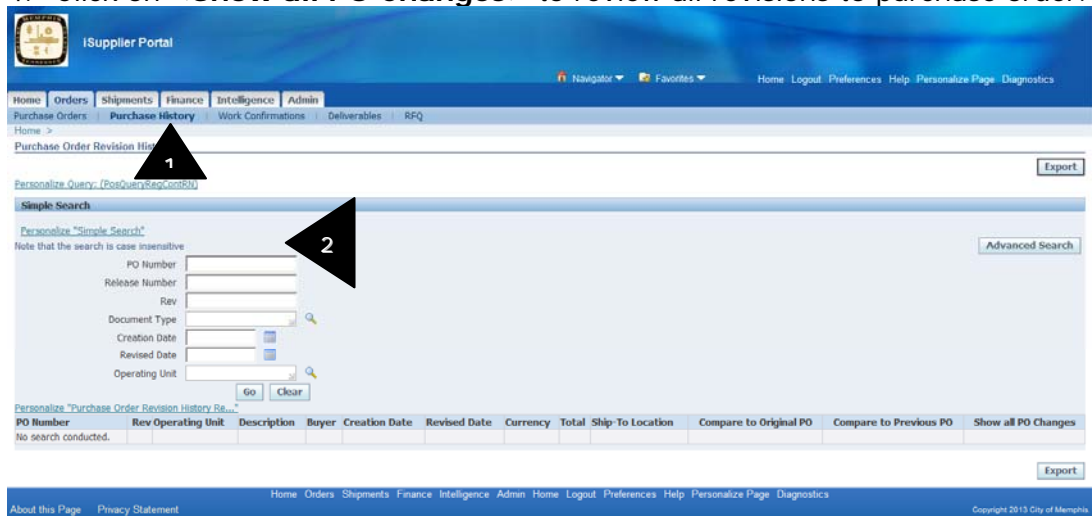 Click on "Show all PO Changes" to review all revisions to purchase order.
MEMPHIS
TENNESSEE
iSupplier Portal
Navigator Favorites Home Logout Preferences Help Personalize Page Diagnostics
Home Orders Shipments Finance Intelligence Admin
Purchase Orders | Purchase History | Work Confirmations | Deliverables | RFQ
Home >
Purchase Order Revision His
1
Export
Personalize Query: (PosQueryRegContRN)
Simple Search
Personalize "Simple Search"
Note that the search is case insensitive
2
Advanced Search
PO Number
Release Number
Rev
Document Type
Creation Date
Revised Date
Operating Unit
Go Clear
Personalize "Purchase Order Revision History Re..."
PO Number Rev Operating Unit Description Buyer Creation Date Revised Date Currency Total Ship-To Location Compare to Original PO Compare to Previous PO Show all PO Changes
No search conducted.
Export
Home Orders Shipments Finance Intelligence Admin Home Logout Preferences Help Personalize Page Diagnostics
About this Page Privacy Statement Copyright 2013 City of Memphis